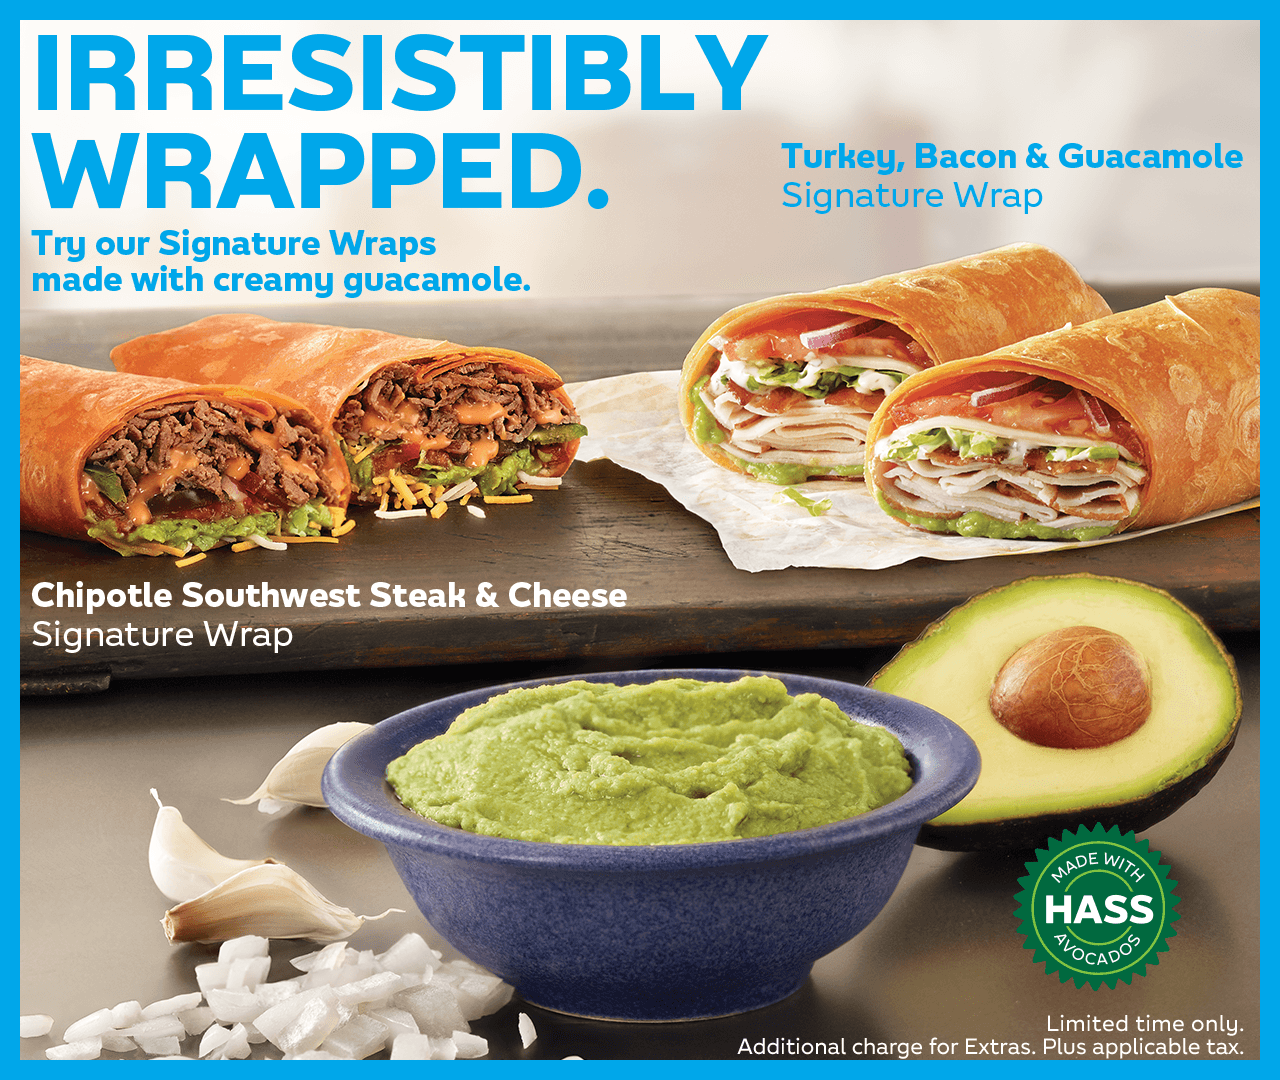 IRRESISTIBLY
WRAPPED.
Try our Signature Wraps
made with creamy guacamole.
Turkey, Bacon & Guacamole
Signature Wrap
Chipotle Southwest Steak & Cheese
Signature Wrap
MADE WITH
HASS
AVOCADOS
Limited time only.
Additional charge for Extras. Plus applicable tax.